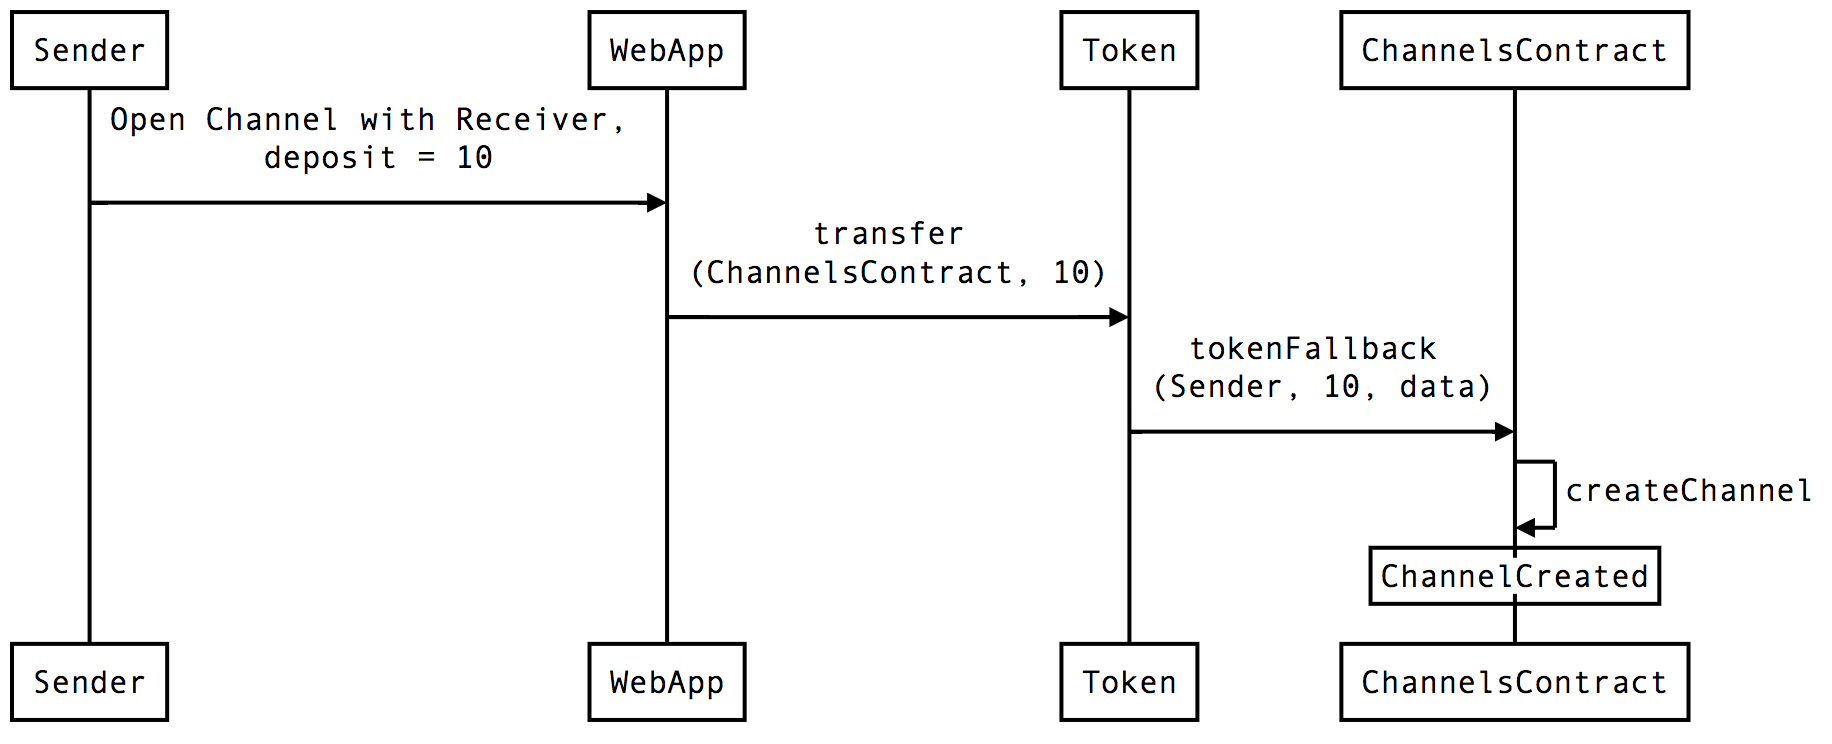 Sender
WebApp
Token
ChannelsContract
Open Channel with Receiver,
deposit = 10
transfer
(ChannelsContract, 10)
tokenFallback
(Sender, 10, data)
createChannel
ChannelCreated
Sender
WebApp
Token
ChannelsContract